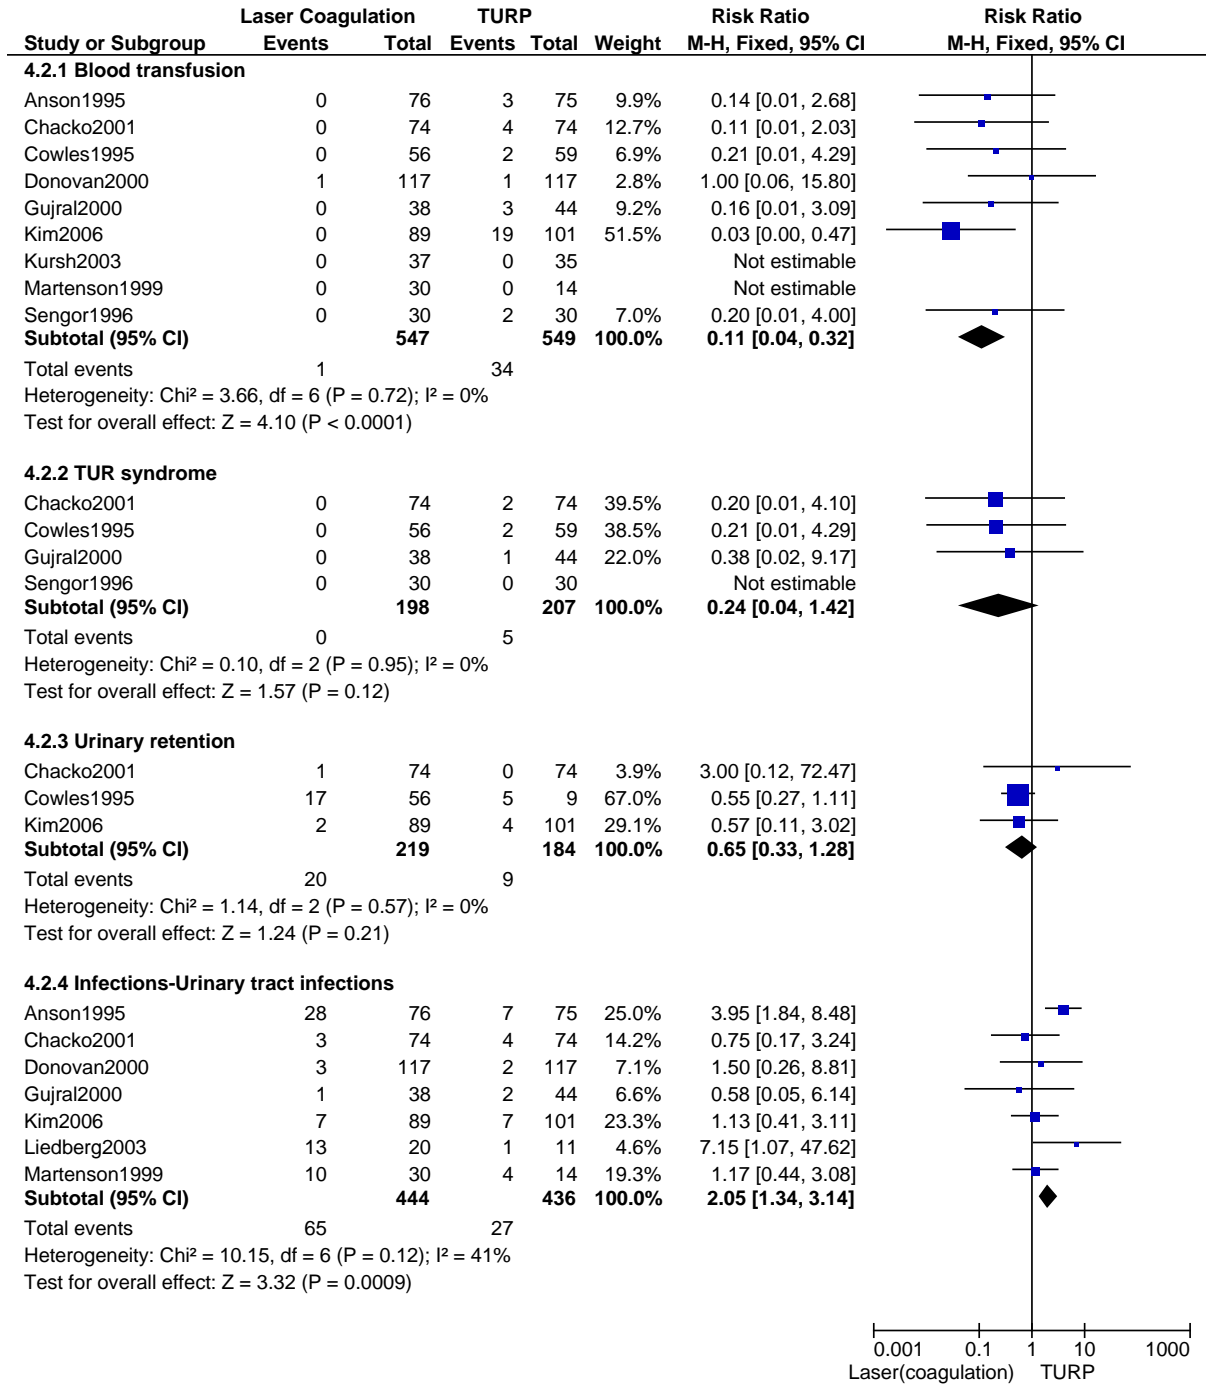 Laser Coagulation TURP Risk Ratio Risk Ratio
Study or Subgroup Events Total Events Total Weight M-H, Fixed, 95% CI M-H, Fixed, 95% CI
4.2.1 Blood transfusion
Anson1995 0 76 3 75 9.9% 0.14 [0.01, 2.68]
Chacko2001 0 74 4 74 12.7% 0.11 [0.01, 2.03]
Cowles1995 0 56 2 59 6.9% 0.21 [0.01, 4.29]
Donovan2000 1 117 1 117 2.8% 1.00 [0.06, 15.80]
Gujral2000 0 38 3 44 9.2% 0.16 [0.01, 3.09]
Kim2006 0 89 19 101 51.5% 0.03 [0.00, 0.47]
Kursh2003 0 37 0 35 Not estimable
Martenson1999 0 30 0 14 Not estimable
Sengor1996 0 30 2 30 7.0% 0.20 [0.01, 4.00]
Subtotal (95% CI) 547 549 100.0% 0.11 [0.04, 0.32]
Total events 1 34
Heterogeneity: Chi² = 3.66, df = 6 (P = 0.72); I² = 0%
Test for overall effect: Z = 4.10 (P < 0.0001)
4.2.2 TUR syndrome
Chacko2001 0 74 2 74 39.5% 0.20 [0.01, 4.10]
Cowles1995 0 56 2 59 38.5% 0.21 [0.01, 4.29]
Gujral2000 0 38 1 44 22.0% 0.38 [0.02, 9.17]
Sengor1996 0 30 0 30 Not estimable
Subtotal (95% CI) 198 207 100.0% 0.24 [0.04, 1.42]
Total events 0 5
Heterogeneity: Chi² = 0.10, df = 2 (P = 0.95); I² = 0%
Test for overall effect: Z = 1.57 (P = 0.12)
4.2.3 Urinary retention
Chacko2001 1 74 0 74 3.9% 3.00 [0.12, 72.47]
Cowles1995 17 56 5 9 67.0% 0.55 [0.27, 1.11]
Kim2006 2 89 4 101 29.1% 0.57 [0.11, 3.02]
Subtotal (95% CI) 219 184 100.0% 0.65 [0.33, 1.28]
Total events 20 9
Heterogeneity: Chi² = 1.14, df = 2 (P = 0.57); I² = 0%
Test for overall effect: Z = 1.24 (P = 0.21)
4.2.4 Infections-Urinary tract infections
Anson1995 28 76 7 75 25.0% 3.95 [1.84, 8.48]
Chacko2001 3 74 4 74 14.2% 0.75 [0.17, 3.24]
Donovan2000 3 117 2 117 7.1% 1.50 [0.26, 8.81]
Gujral2000 1 38 2 44 6.6% 0.58 [0.05, 6.14]
Kim2006 7 89 7 101 23.3% 1.13 [0.41, 3.11]
Liedberg2003 13 20 1 11 4.6% 7.15 [1.07, 47.62]
Martenson1999 10 30 4 14 19.3% 1.17 [0.44, 3.08]
Subtotal (95% CI) 444 436 100.0% 2.05 [1.34, 3.14]
Total events 65 27
Heterogeneity: Chi² = 10.15, df = 6 (P = 0.12); I² = 41%
Test for overall effect: Z = 3.32 (P = 0.0009)
0.001 0.1 1 10 1000
Laser(coagulation) TURP